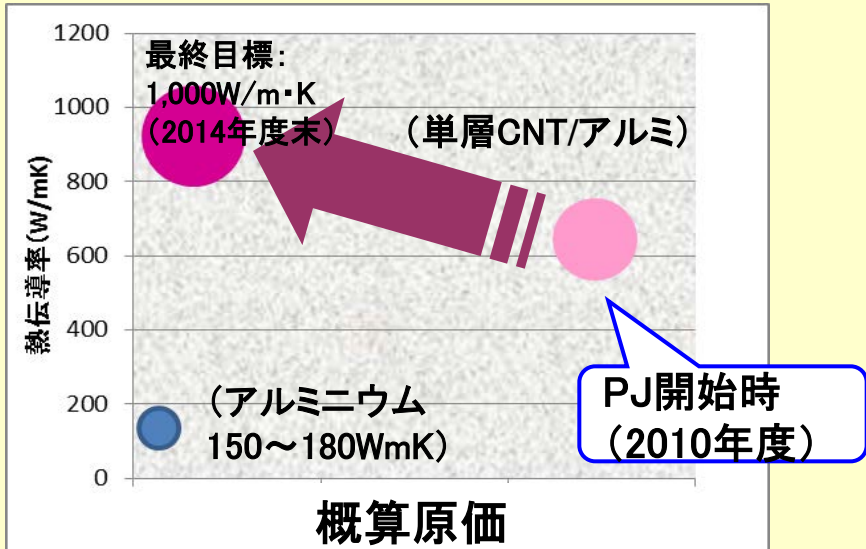 1200
1000
800
600
400
200
0
熱伝導率(W/mK)
最終目標：
1,000W/m・K
（2014年度末）
（単層CNT/アルミ）
（アルミニウム
150～180WmK）
PJ開始時
（2010年度）
概算原価